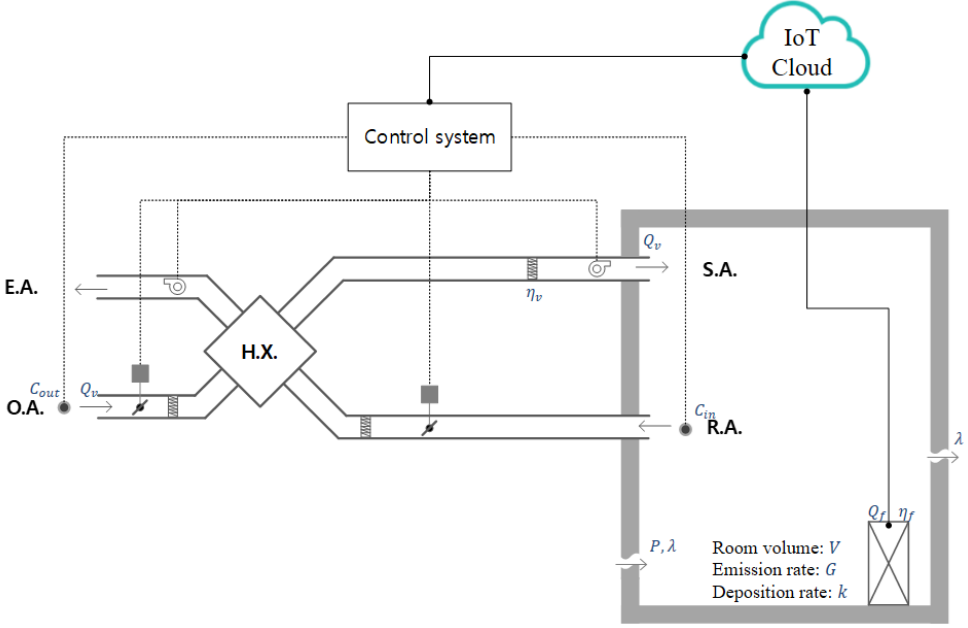 IoT
Cloud
Control system
Q_v
S.A.
E.A.
η_v
H.X.
C_out Q_v
O.A.
C_in
R.A.
λ
Q_f η_f
P, λ
Room volume: V
Emission rate: G
Deposition rate: k